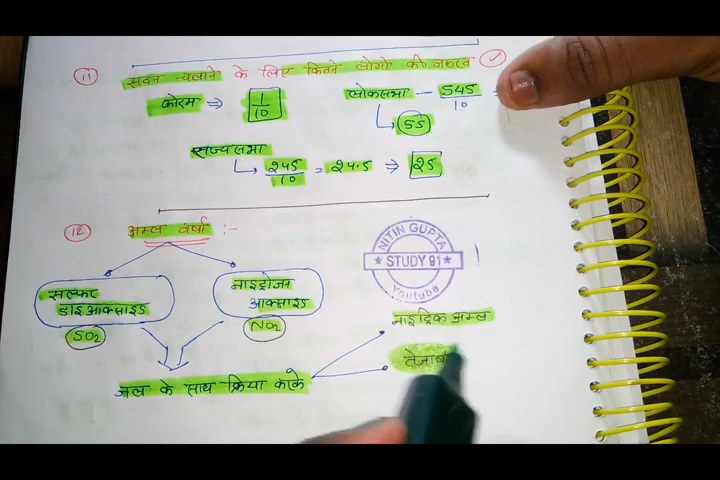 11 सदन चलाने के लिए कितने लोगों की जरूरत
कोरम ⇒ 1/10
लोकसभा — 545/10
55
राज्यसभा
245/10 = 24.5 ⇒ 25
12 अम्ल वर्षा :-
सल्फर डाइआक्साइड
SO₂
नाइट्रोजन आक्साइड
NO₂
जल के साथ क्रिया करके
नाइट्रिक अम्ल
तेजाब
NITIN GUPTA
★ STUDY 91 ★
Youtube